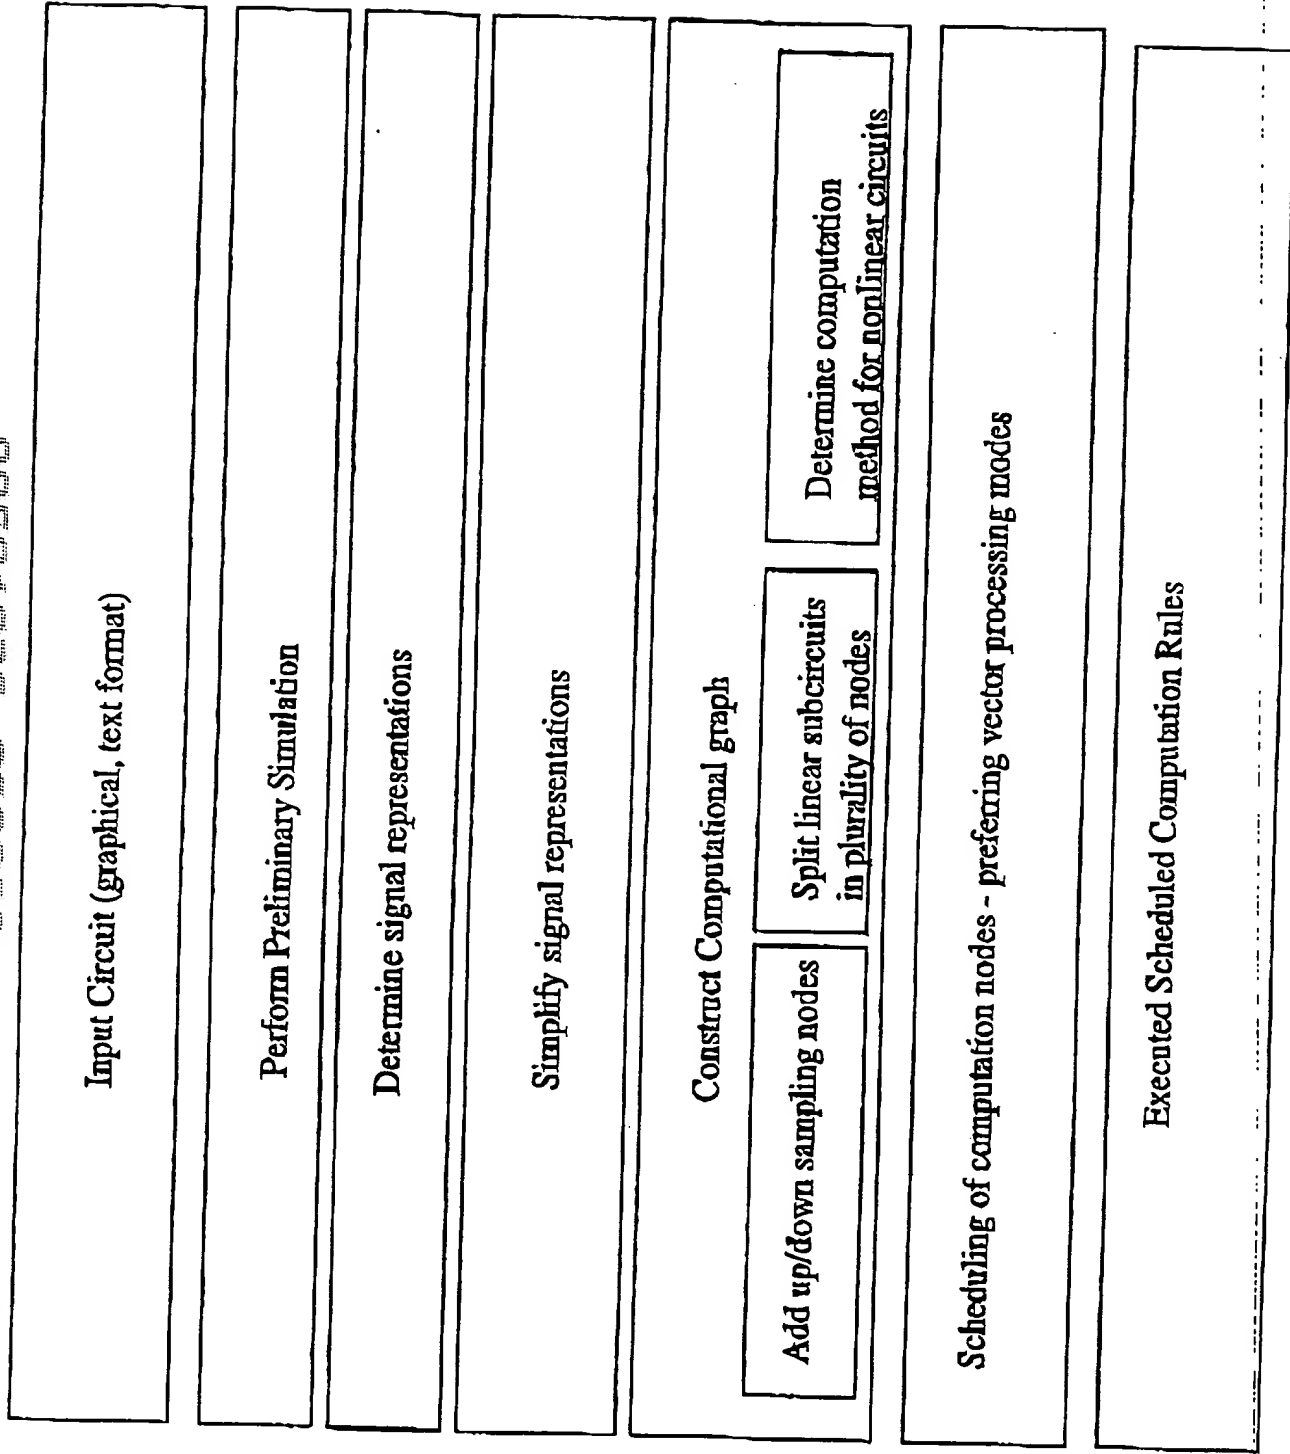 Input Circuit (graphical, text format)
Perform Preliminary Simulation
Determine signal representations
Simplify signal representations
Construct Computational graph
Add up/down sampling nodes
Split linear subcircuits
in plurality of nodes
Determine computation
method for nonlinear circuits
Scheduling of computation nodes - preferring vector processing modes
Executed Scheduled Computation Rules